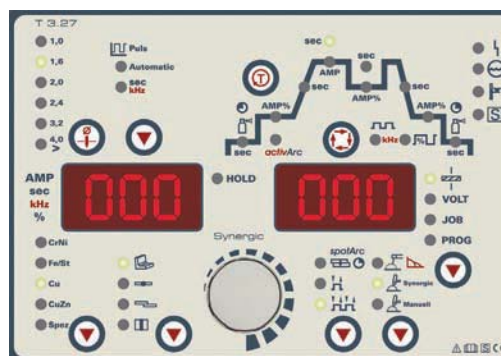 T 3.27
1,0
1,6
2,0
2,4
3,2
4,0
>
Puls
Automatic
sec
kHz
sec
AMP
sec
AMP%
sec
AMP%
AMP%
sec
activArc
kHz
sec
AMP
sec
kHz
%
000
HOLD
000
VOLT
JOB
PROG
CrNi
Fe/St
Cu
CuZn
Spez
Synergic
spotArc
Synergic
Manuell
S